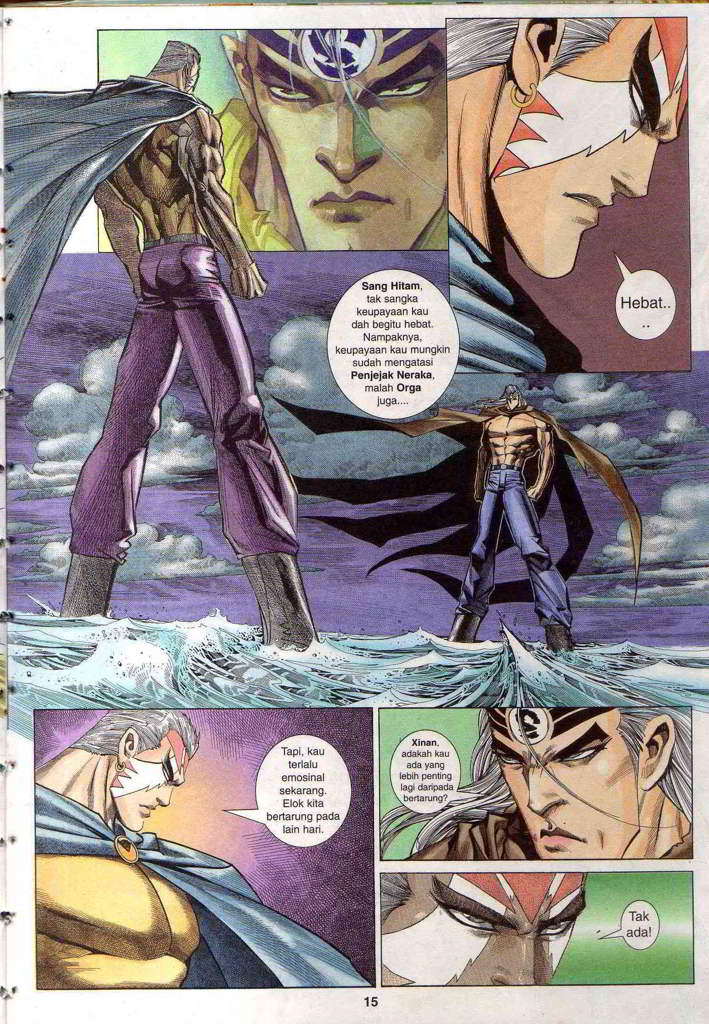 Hebat..
..
Sang Hitam,
tak sangka
keupayaan kau
dah begitu hebat.
Nampaknya,
keupayaan kau mungkin
sudah mengatasi
Penjejak Neraka,
malah Orga
juga....
Tapi, kau
terlalu
emosinal
sekarang.
Elok kita
bertarung pada
lain hari.
Xinan,
adakah kau
ada yang
lebih penting
lagi daripada
bertarung?
Tak
ada!
15